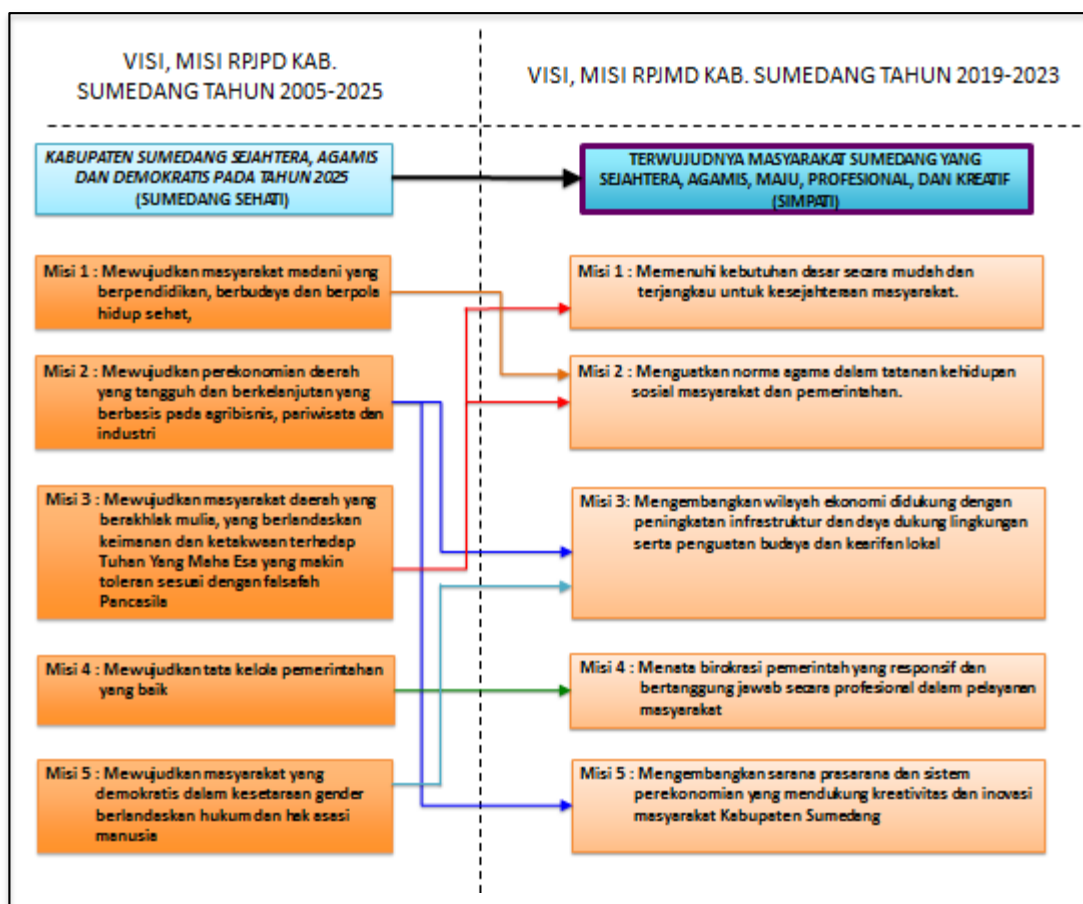 VISI, MISI RPJPD KAB.
SUMEDANG TAHUN 2005-2025
KABUPATEN SUMEDANG SEJAHTERA, AGAMIS
DAN DEMOKRATIS PADA TAHUN 2025
(SUMEDANG SEHATI)
Misi 1 : Mewujudkan masyarakat madani yang
berpendidikan, berbudaya dan berpola
hidup sehat,
Misi 2 : Mewujudkan perekonomian daerah
yang tangguh dan berkelanjutan yang
berbasis pada agribisnis, pariwisata dan
industri
Misi 3 : Mewujudkan masyarakat daerah yang
berakhlak mulia, yang berlandaskan
keimanan dan ketakwaan terhadap
Tuhan Yang Maha Esa yang makin
toleran sesuai dengan falsafah
Pancasila
Misi 4 : Mewujudkan tata kelola pemerintahan
yang baik
Misi 5 : Mewujudkan masyarakat yang
demokratis dalam kesetaraan gender
berlandaskan hukum dan hak asasi
manusia
VISI, MISI RPJMD KAB. SUMEDANG TAHUN 2019-2023
TERWUJUDNYA MASYARAKAT SUMEDANG YANG
SEJAHTERA, AGAMIS, MAJU, PROFESIONAL, DAN KREATIF
(SIMPATI)
Misi 1 : Memenuhi kebutuhan dasar secara mudah dan
terjangkau untuk kesejahteraan masyarakat.
Misi 2 : Menguatkan norma agama dalam tatanan kehidupan
sosial masyarakat dan pemerintahan.
Misi 3: Mengembangkan wilayah ekonomi didukung dengan
peningkatan infrastruktur dan daya dukung lingkungan
serta penguatan budaya dan kearifan lokal
Misi 4 : Menata birokrasi pemerintah yang responsif dan
bertanggung jawab secara profesional dalam pelayanan
masyarakat
Misi 5 : Mengembangkan sarana prasarana dan sistem
perekonomian yang mendukung kreativitas dan inovasi
masyarakat Kabupaten Sumedang